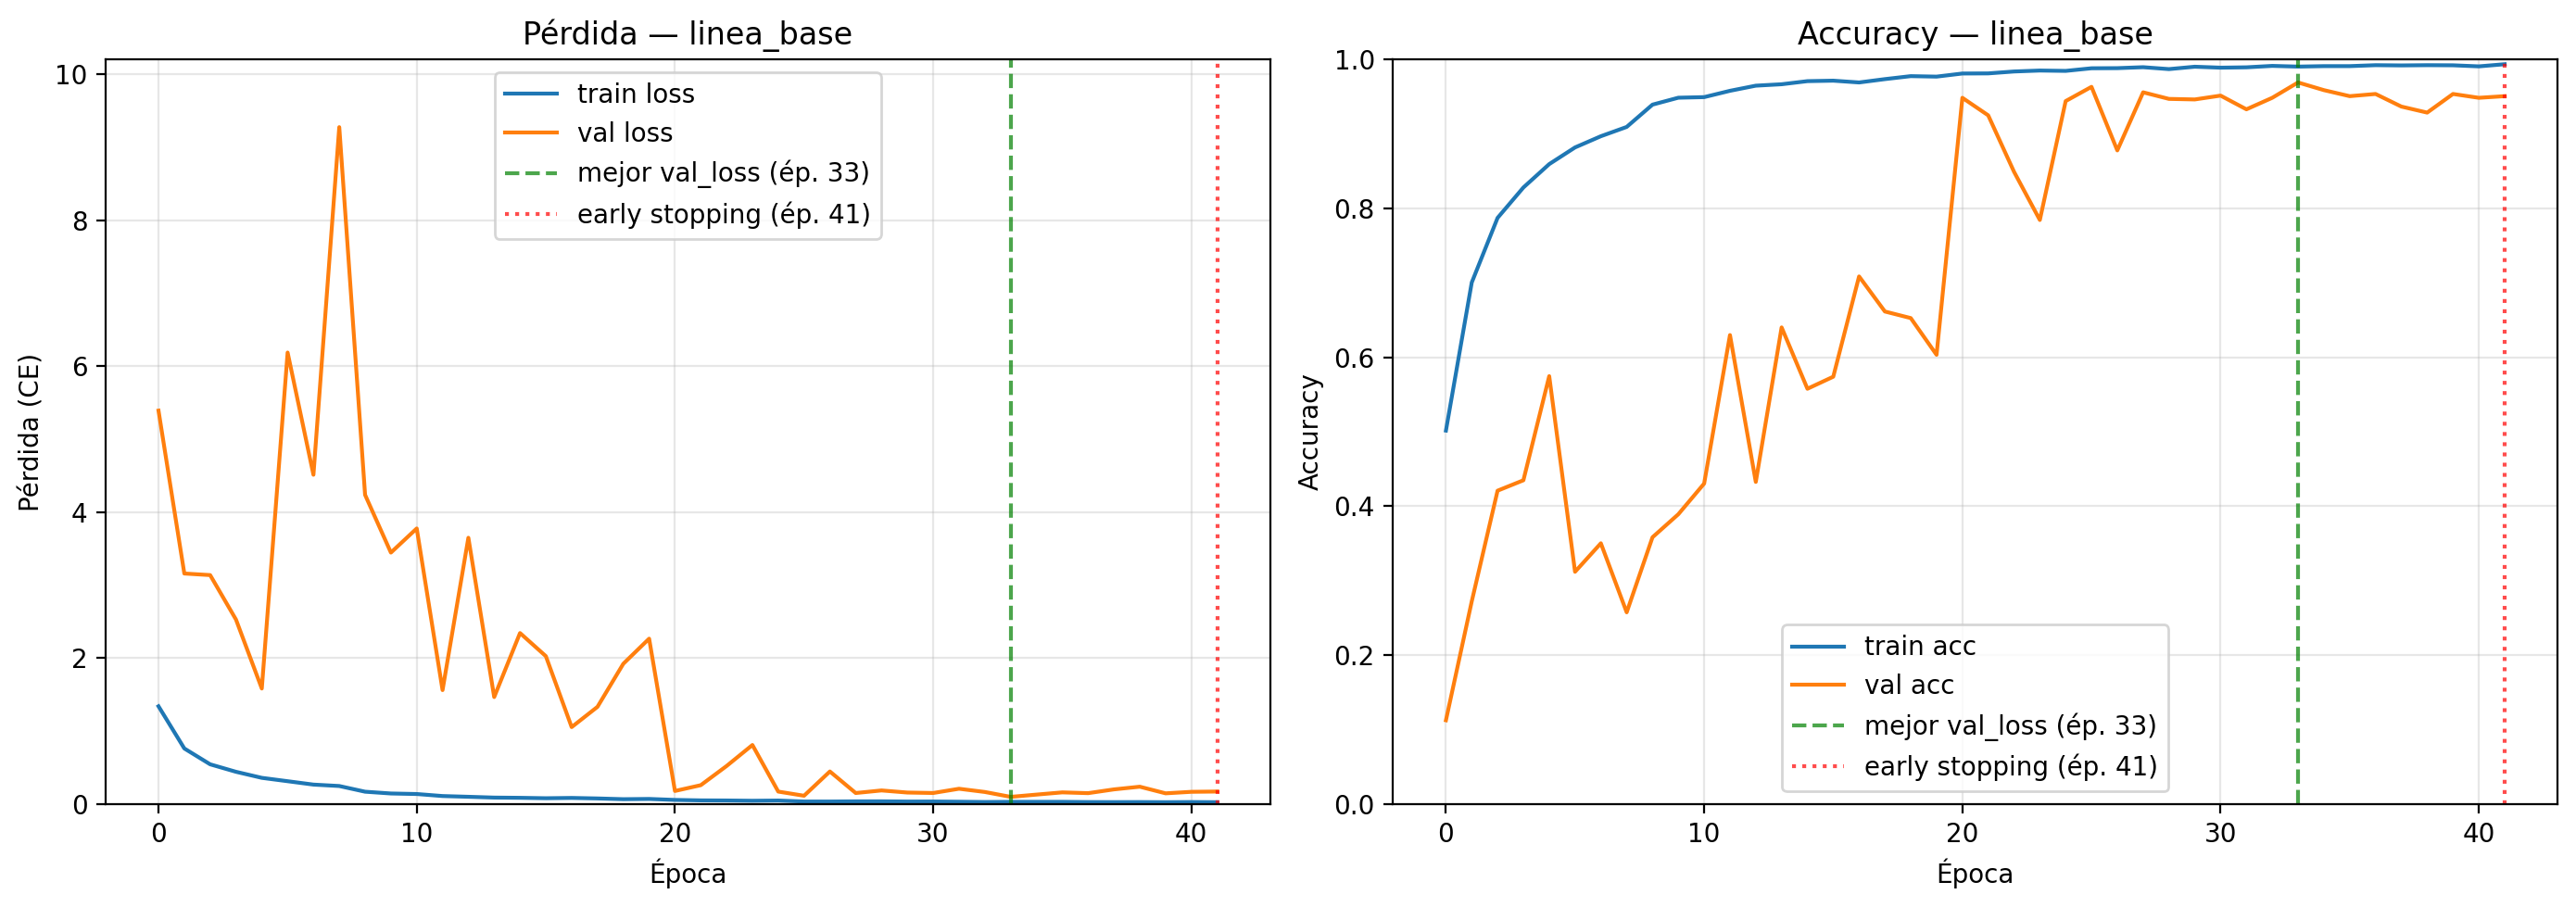 Pérdida — linea_base
10
8
6
4
2
0
Pérdida (CE)
train loss
val loss
mejor val_loss (ép. 33)
early stopping (ép. 41)
0 10 20 30 40
Época
Accuracy — linea_base
1.0
0.8
0.6
0.4
0.2
0.0
Accuracy
train acc
val acc
mejor val_loss (ép. 33)
early stopping (ép. 41)
0 10 20 30 40
Época